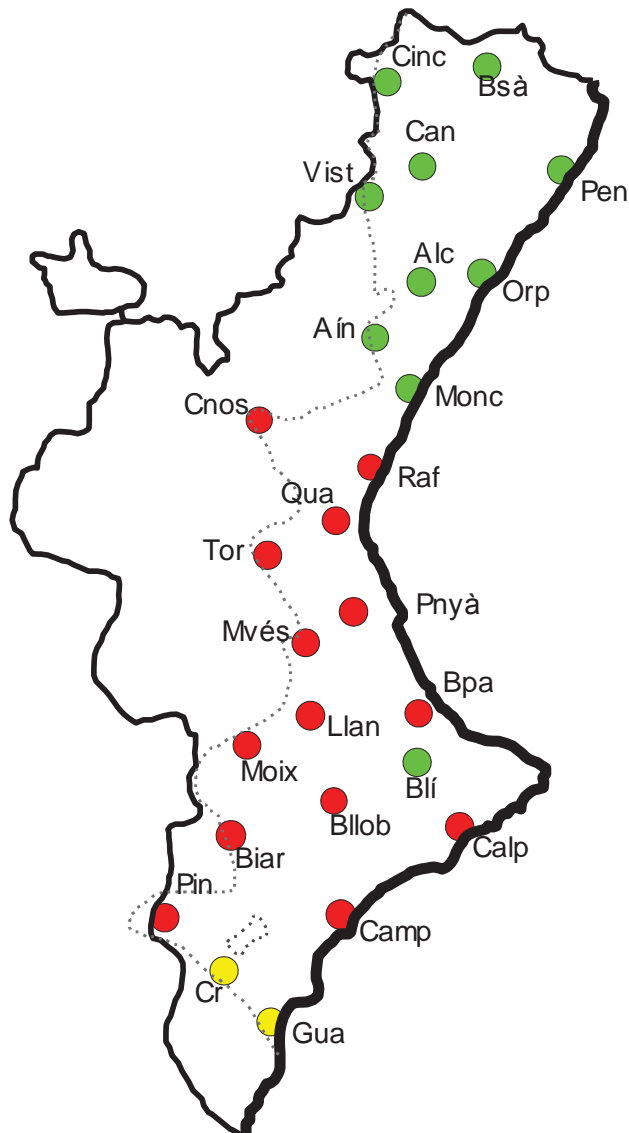 Cinc
Bsà
Can
Vist
Pen
Alc
Orp
Aín
Cnos
Monc
Raf
Qua
Tor
Pnyà
Mvés
Bpa
Llan
Moix
Blí
Bllob
Calp
Biar
Pin
Camp
Cr
Gua